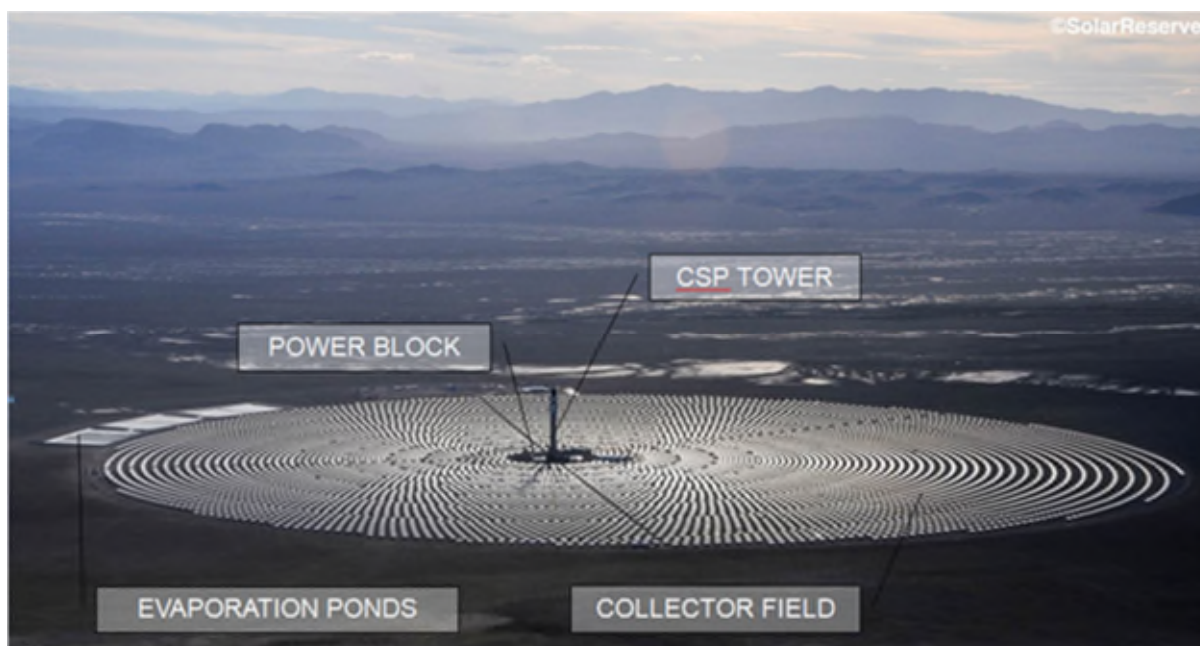 ©SolarReserve
CSP TOWER
POWER BLOCK
EVAPORATION PONDS
COLLECTOR FIELD